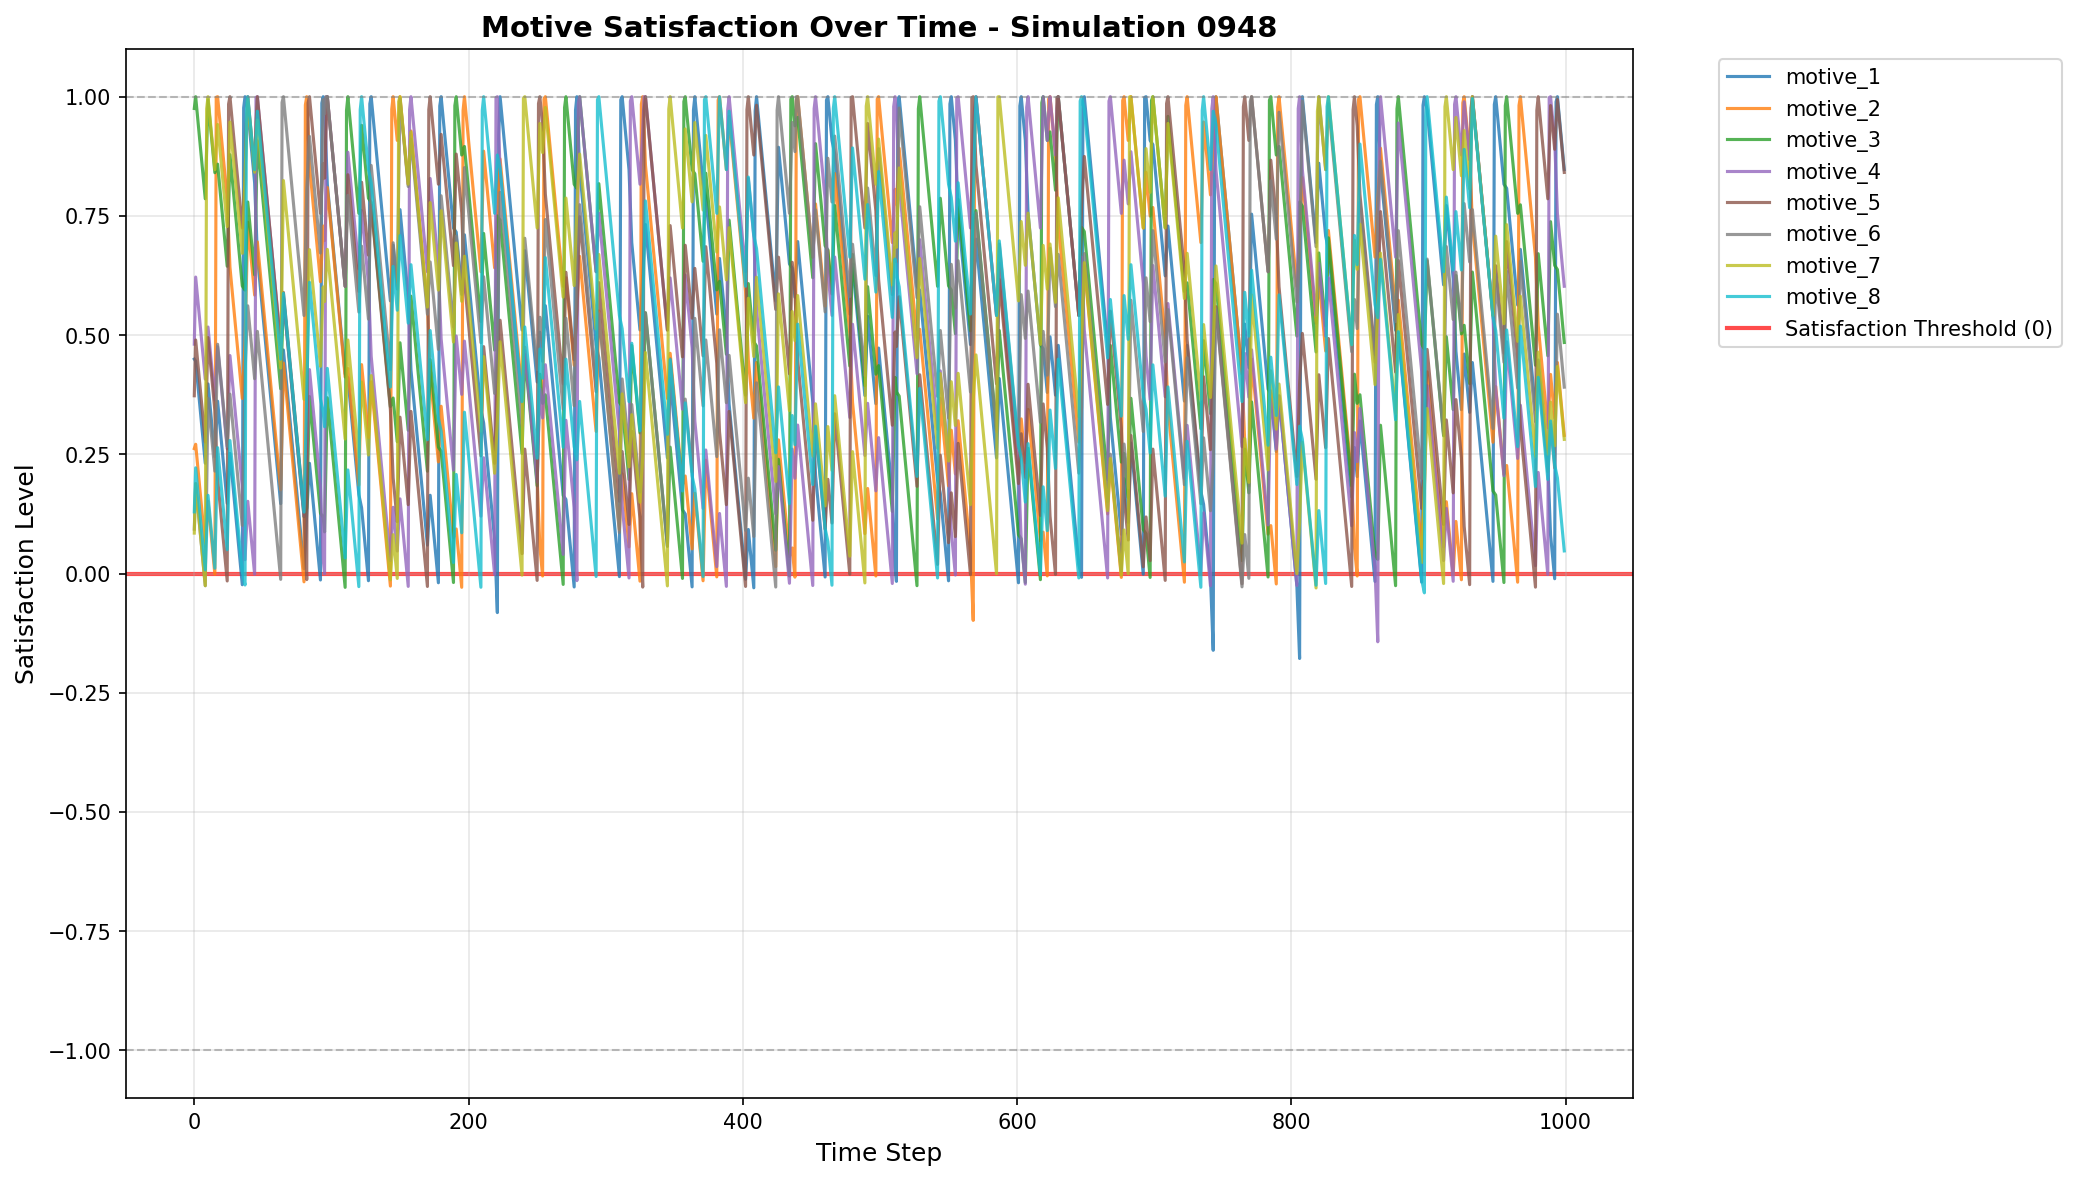 Motive Satisfaction Over Time - Simulation 0948
1.00
0.75
0.50
0.25
0.00
−0.25
−0.50
−0.75
−1.00
Satisfaction Level
0
200
400
600
800
1000
Time Step
motive_1
motive_2
motive_3
motive_4
motive_5
motive_6
motive_7
motive_8
Satisfaction Threshold (0)